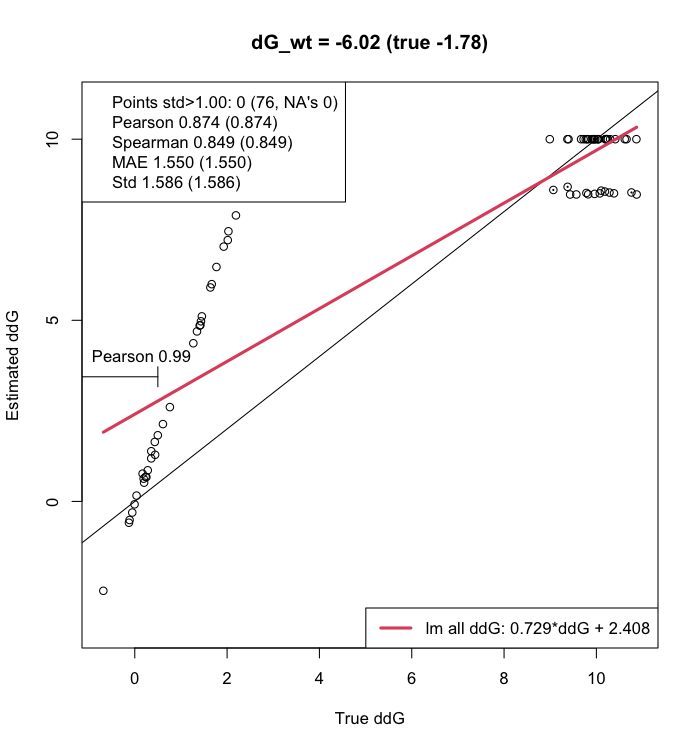 dG_wt = -6.02 (true -1.78)
Points std>1.00: 0 (76, NA's 0)
Pearson 0.874 (0.874)
Spearman 0.849 (0.849)
MAE 1.550 (1.550)
Std 1.586 (1.586)
Pearson 0.99
10
5
0
Estimated ddG
lm all ddG: 0.729*ddG + 2.408
0 2 4 6 8 10
True ddG